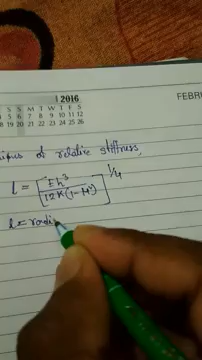 2016
S S M T W T F S S M T W T F S
5 6 7 8 9 10 11 12
18 19 20 21 22 23 24 25 26
FEBR
of relative stiffness,
l = [Eh³ / 12K(1-μ²)]^1/4
l = radi